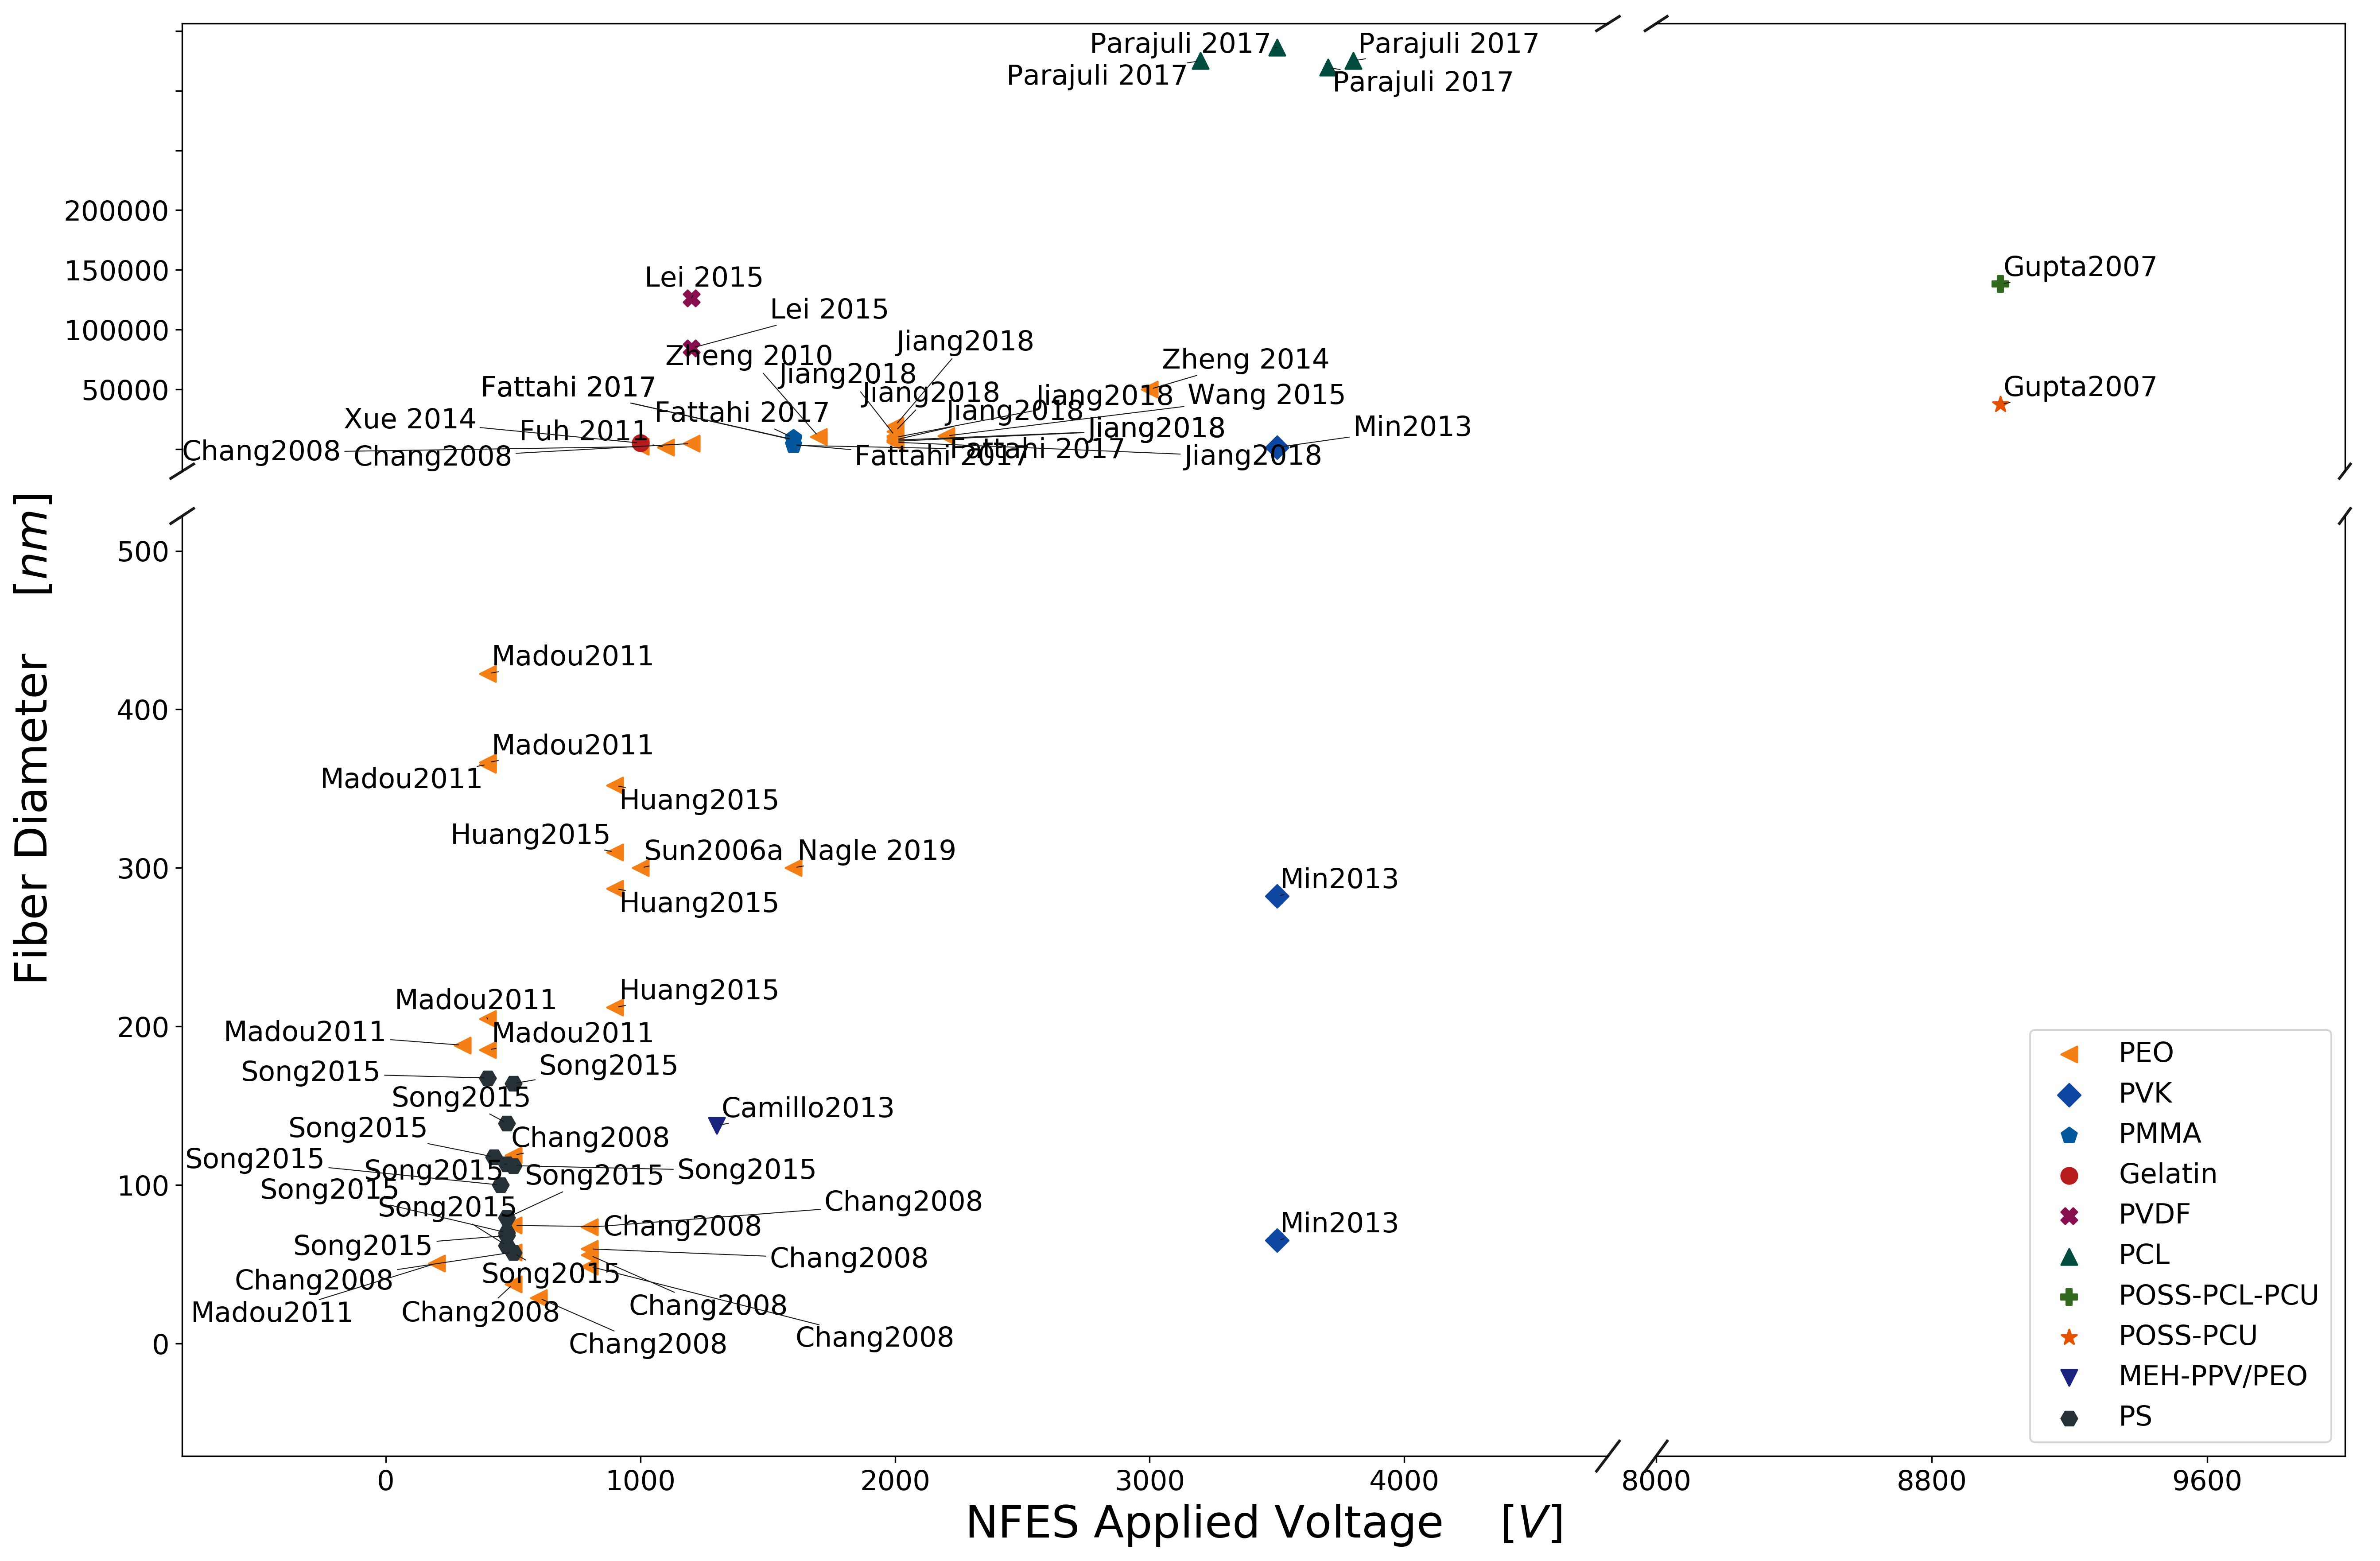 Parajuli 2017
Parajuli 2017
Parajuli 2017
Parajuli 2017
200000
150000
100000
50000
Gupta2007
Lei 2015
Lei 2015
Jiang2018
Zheng 2010
Zheng 2014
Jiang2018
Fattahi 2017
Jiang2018
Jiang2018
Wang 2015
Gupta2007
Xue 2014
Fattahi 2017
Jiang2018
Fuh 2011
Jiang2018
Min2013
Chang2008
Chang2008
Fattahi 2017
Fattahi 2017
Jiang2018
Fiber Diameter [nm]
500
400
300
200
100
0
Madou2011
Madou2011
Madou2011
Huang2015
Huang2015
Sun2006a
Nagle 2019
Min2013
Huang2015
Huang2015
Madou2011
Madou2011
Madou2011
Song2015
Song2015
Song2015
Camillo2013
Song2015
Chang2008
Song2015
Song2015
Song2015
Song2015
Song2015
Song2015
Chang2008
Chang2008
Min2013
Song2015
Chang2008
Chang2008
Song2015
Madou2011
Chang2008
Chang2008
Chang2008
Chang2008
PEO
PVK
PMMA
Gelatin
PVDF
PCL
POSS-PCL-PCU
POSS-PCU
MEH-PPV/PEO
PS
0 1000 2000 3000 4000 8000 8800 9600
NFES Applied Voltage [V]